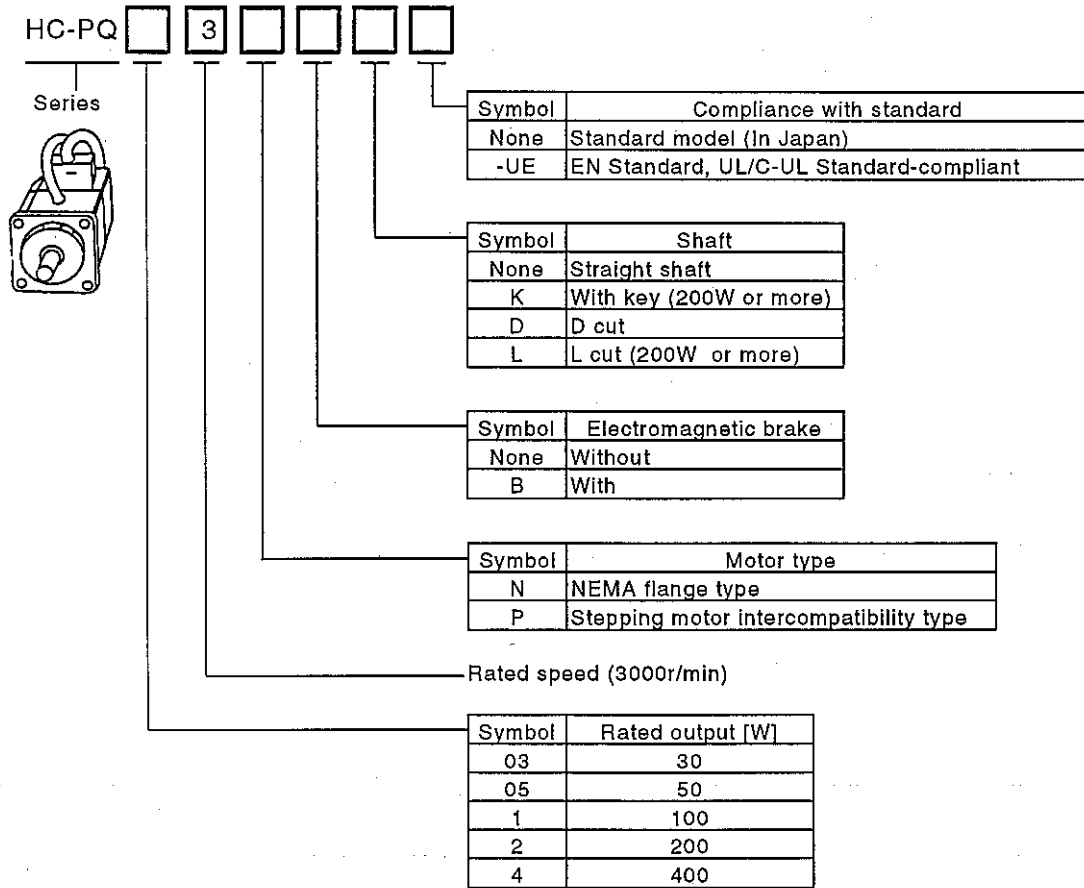 HC-PQ 3
Series
Symbol Compliance with standard
None Standard model (In Japan)
-UE EN Standard, UL/C-UL Standard-compliant
Symbol Shaft
None Straight shaft
K With key (200W or more)
D D cut
L L cut (200W or more)
Symbol Electromagnetic brake
None Without
B With
Symbol Motor type
N NEMA flange type
P Stepping motor intercompatibility type
Rated speed (3000r/min)
Symbol Rated output [W]
03 30
05 50
1 100
2 200
4 400